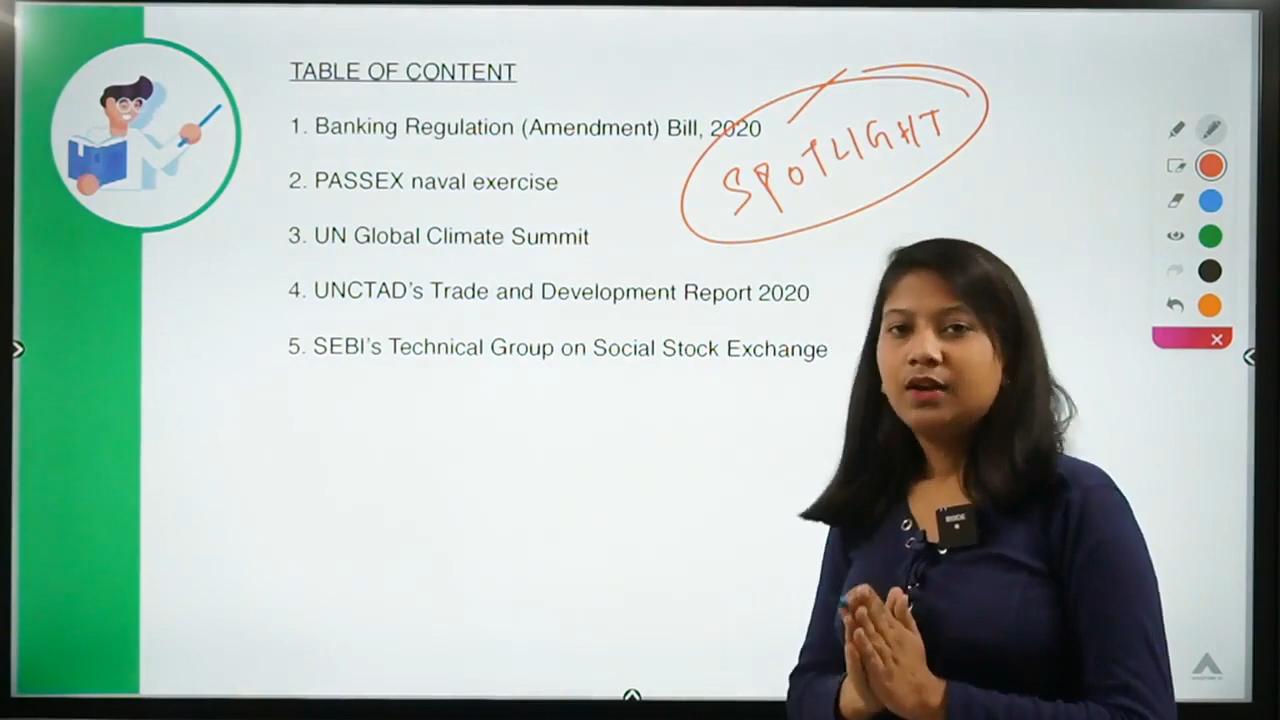 TABLE OF CONTENT
1. Banking Regulation (Amendment) Bill, 2020
SPOTLIGHT
2. PASSEX naval exercise
3. UN Global Climate Summit
4. UNCTAD's Trade and Development Report 2020
5. SEBI's Technical Group on Social Stock Exchange
RODE